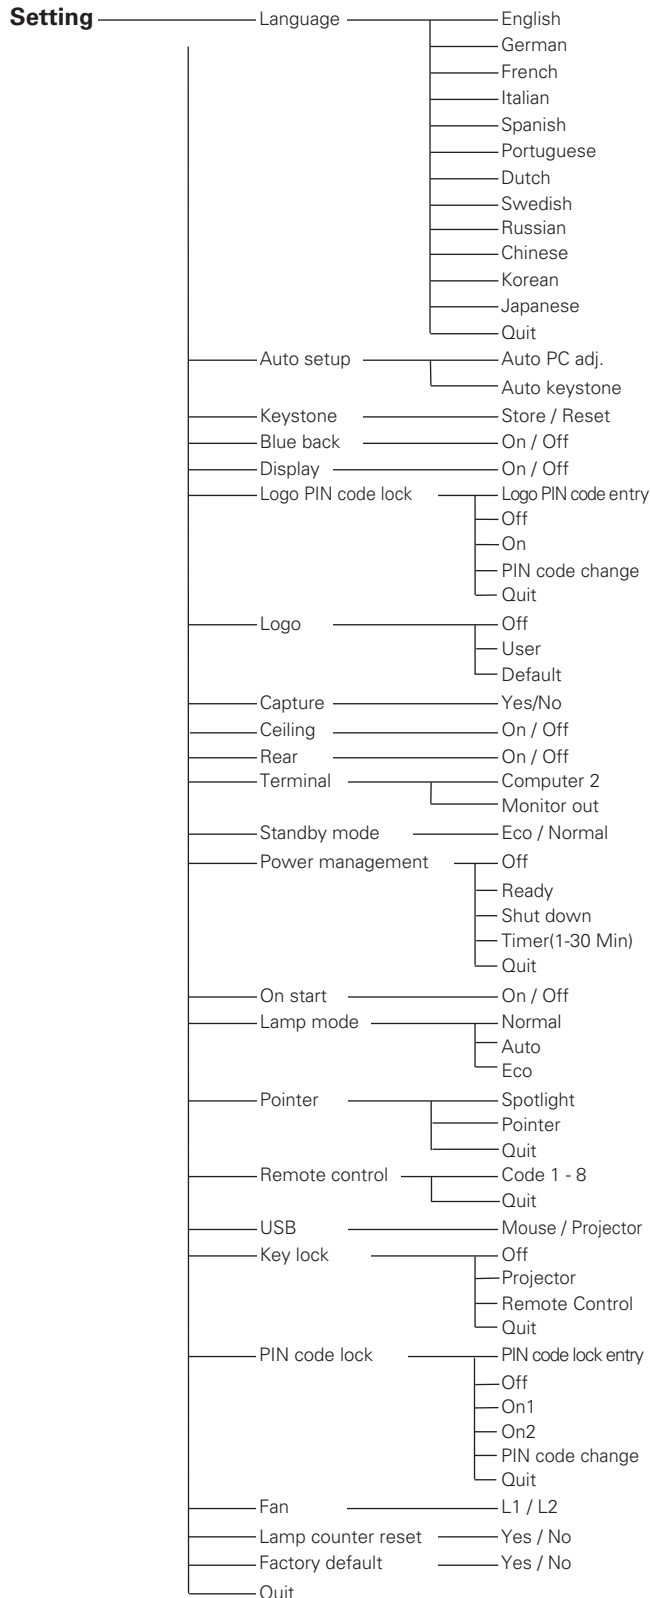 Setting Language English
German
French
Italian
Spanish
Portuguese
Dutch
Swedish
Russian
Chinese
Korean
Japanese
Quit
Auto setup Auto PC adj.
Auto keystone
Keystone Store / Reset
Blue back On / Off
Display On / Off
Logo PIN code lock Logo PIN code entry
Off
On
PIN code change
Quit
Logo Off
User
Default
Capture Yes/No
Ceiling On / Off
Rear On / Off
Terminal Computer 2
Monitor out
Standby mode Eco / Normal
Power management Off
Ready
Shut down
Timer(1-30 Min)
Quit
On start On / Off
Lamp mode Normal
Auto
Eco
Pointer Spotlight
Pointer
Quit
Remote control Code 1 - 8
Quit
USB Mouse / Projector
Key lock Off
Projector
Remote Control
Quit
PIN code lock PIN code lock entry
Off
On1
On2
PIN code change
Quit
Fan L1 / L2
Lamp counter reset Yes / No
Factory default Yes / No
Quit